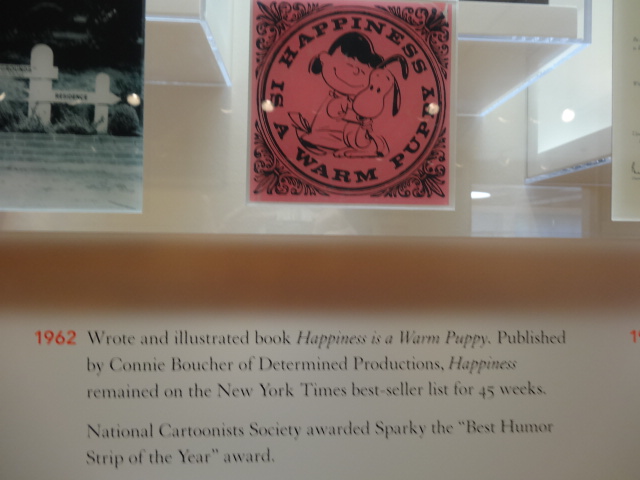 RESIDENCE
HAPPINESS IS
A WARM PUPPY
1962 Wrote and illustrated book Happiness is a Warm Puppy. Published
by Connie Boucher of Determined Productions, Happiness
remained on the New York Times best-seller list for 45 weeks.
National Cartoonists Society awarded Sparky the “Best Humor
Strip of the Year” award.